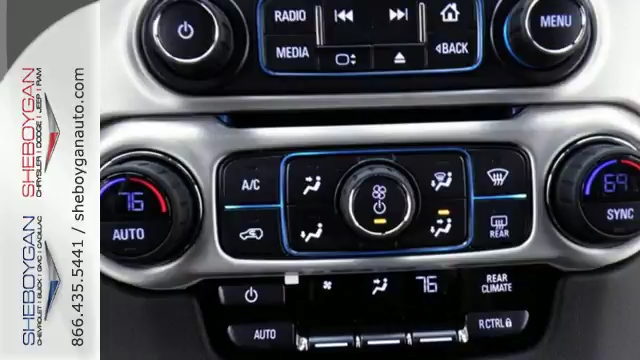 SHEBOYGAN
CHRYSLER | DODGE | JEEP | RAM
SHEBOYGAN
CHEVROLET | BUICK | GMC | CADILLAC
866.435.5441 / sheboyganauto.com
RADIO
MEDIA
BACK
MENU
76
AUTO
A/C
REAR
69
SYNC
76
REAR
CLIMATE
AUTO
RCTRL